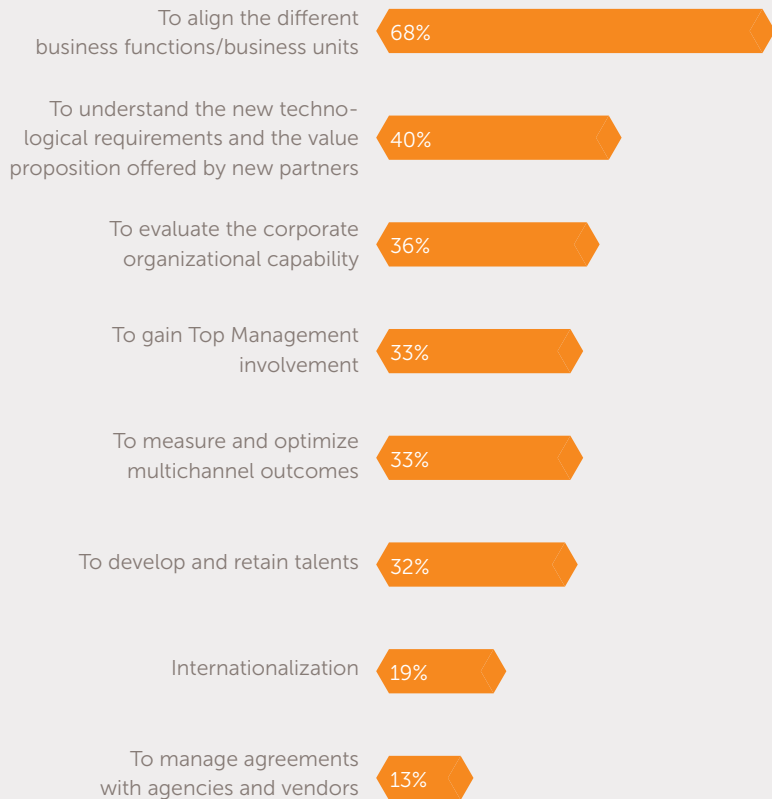 To align the different
business functions/business units
68%
To understand the new techno-
logical requirements and the value
proposition offered by new partners
40%
To evaluate the corporate
organizational capability
36%
To gain Top Management
involvement
33%
To measure and optimize
multichannel outcomes
33%
To develop and retain talents
32%
Internationalization
19%
To manage agreements
with agencies and vendors
13%